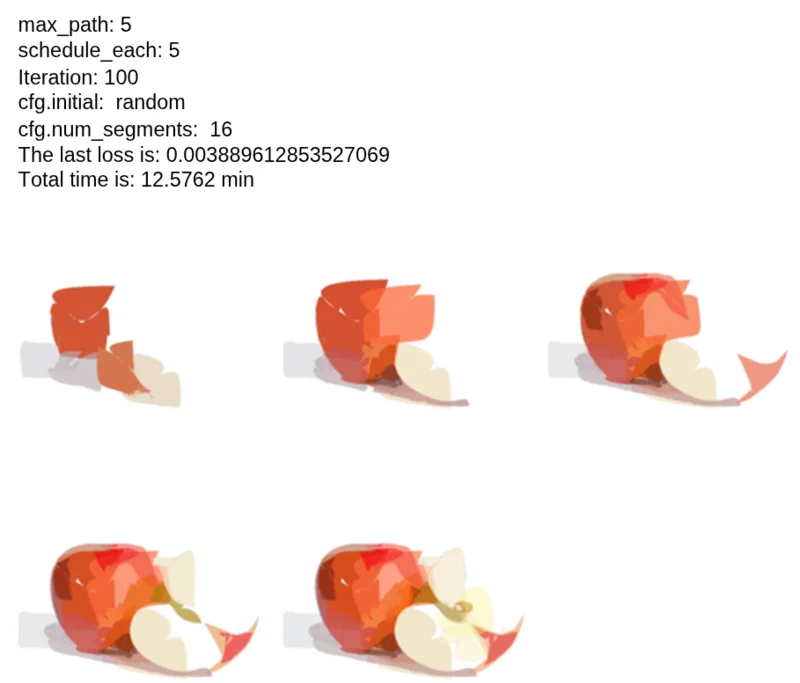 max_path: 5
schedule_each: 5
Iteration: 100
cfg.initial:  random
cfg.num_segments:  16
The last loss is: 0.003889612853527069
Total time is: 12.5762 min